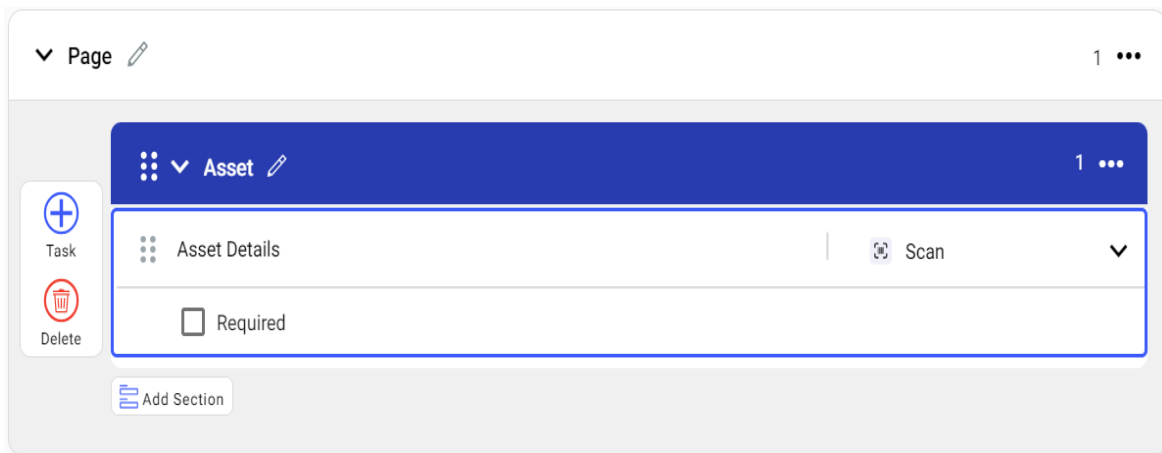 Page 1
Asset 1
Task
Asset Details Scan
Delete
Required
Add Section